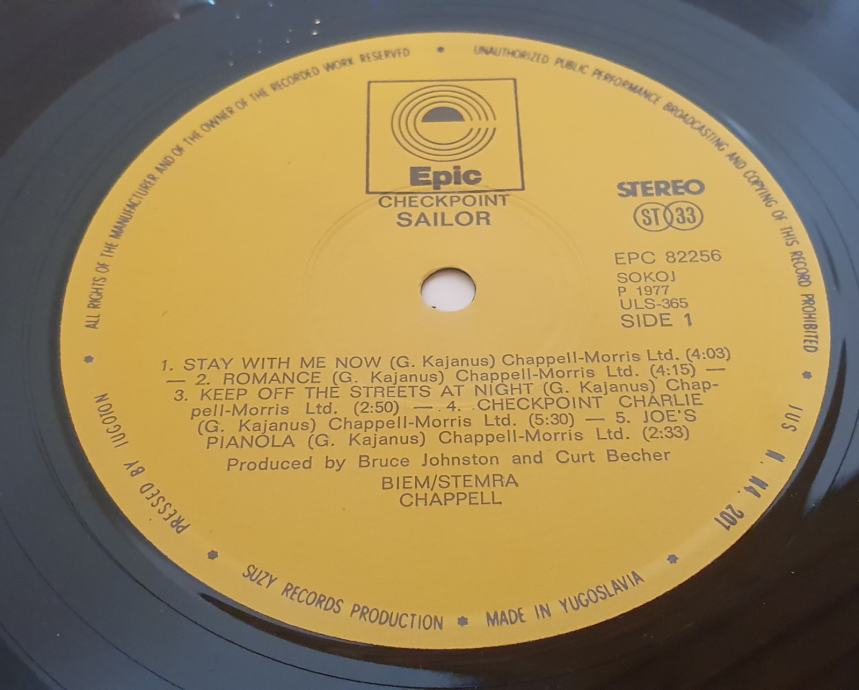 ALL RIGHTS OF THE MANUFACTURER AND OF THE OWNER OF THE RECORDED WORK RESERVED * UNAUTHORIZED PUBLIC PERFORMANCE BROADCASTING AND COPYING OF THIS RECORD PROHIBITED *
Epic
CHECKPOINT
SAILOR
STEREO
ST 33
EPC 82256
SOKOJ
P 1977
ULS-365
SIDE 1
1. STAY WITH ME NOW (G. Kajanus) Chappell-Morris Ltd. (4:03)
— 2. ROMANCE (G. Kajanus) Chappell-Morris Ltd. (4:15) —
3. KEEP OFF THE STREETS AT NIGHT (G. Kajanus) Chap-
pell-Morris Ltd. (2:50) — 4. CHECKPOINT CHARLIE
(G. Kajanus) Chappell-Morris Ltd. (5:30) — 5. JOE'S
PIANOLA (G. Kajanus) Chappell-Morris Ltd. (2:33)
Produced by Bruce Johnston and Curt Becher
BIEM/STEMRA
CHAPPELL
PRESSED BY JUGOTON * SUZY RECORDS PRODUCTION * MADE IN YUGOSLAVIA * JUS N. N4. 201